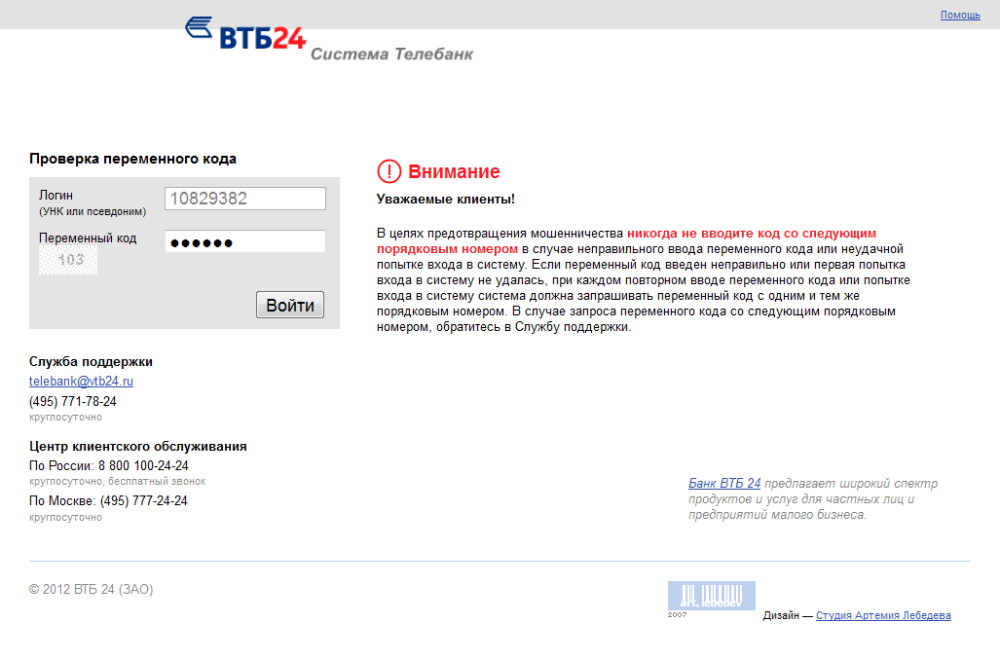 Помощь
ВТБ24
Система Телебанк
Проверка переменного кода
Логин
(УНК или псевдоним)
10829382
Переменный код
103
Войти
Внимание
Уважаемые клиенты!
В целях предотвращения мошенничества никогда не вводите код со следующим
порядковым номером в случае неправильного ввода переменного кода или неудачной
попытке входа в систему. Если переменный код введен неправильно или первая попытка
входа в систему не удалась, при каждом повторном вводе переменного кода или попытке
входа в систему система должна запрашивать переменный код с одним и тем же
порядковым номером. В случае запроса переменного кода со следующим порядковым
номером, обратитесь в Службу поддержки.
Служба поддержки
telebank@vtb24.ru
(495) 771-78-24
круглосуточно
Центр клиентского обслуживания
По России: 8 800 100-24-24
круглосуточно, бесплатный звонок
По Москве: (495) 777-24-24
круглосуточно
Банк ВТБ 24 предлагает широкий спектр
продуктов и услуг для частных лиц и
предприятий малого бизнеса.
© 2012 ВТБ 24 (ЗАО)
art.lebedev
2007
Дизайн — Студия Артемия Лебедева